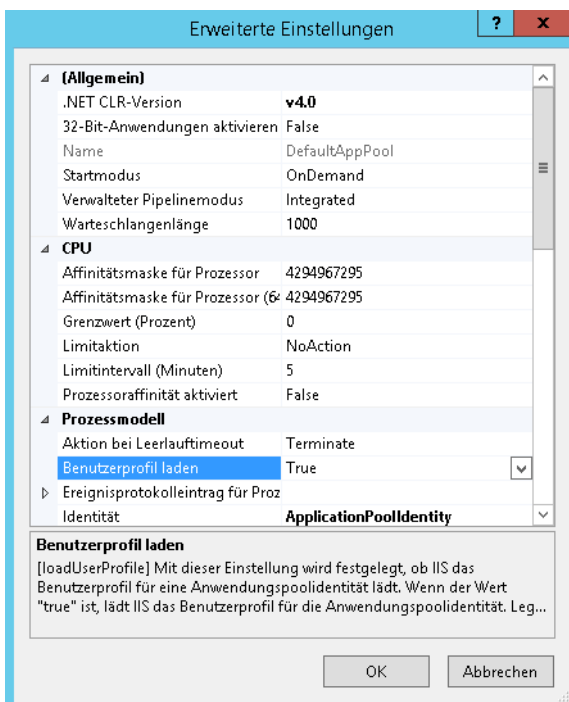 Erweiterte Einstellungen ? x
(Allgemein)
.NET CLR-Version v4.0
32-Bit-Anwendungen aktivieren False
Name DefaultAppPool
Startmodus OnDemand
Verwalteter Pipelinemodus Integrated
Warteschlangenlänge 1000
CPU
Affinitätsmaske für Prozessor 4294967295
Affinitätsmaske für Prozessor (64 4294967295
Grenzwert (Prozent) 0
Limitaktion NoAction
Limitintervall (Minuten) 5
Prozessoraffinität aktiviert False
Prozessmodell
Aktion bei Leerlauftimeout Terminate
Benutzerprofil laden True
Ereignisprotokolleintrag für Proz
Identität ApplicationPoolIdentity
Benutzerprofil laden
[loadUserProfile] Mit dieser Einstellung wird festgelegt, ob IIS das
Benutzerprofil für eine Anwendungspoolidentität lädt. Wenn der Wert
"true" ist, lädt IIS das Benutzerprofil für die Anwendungspoolidentität. Leg...
OK Abbrechen